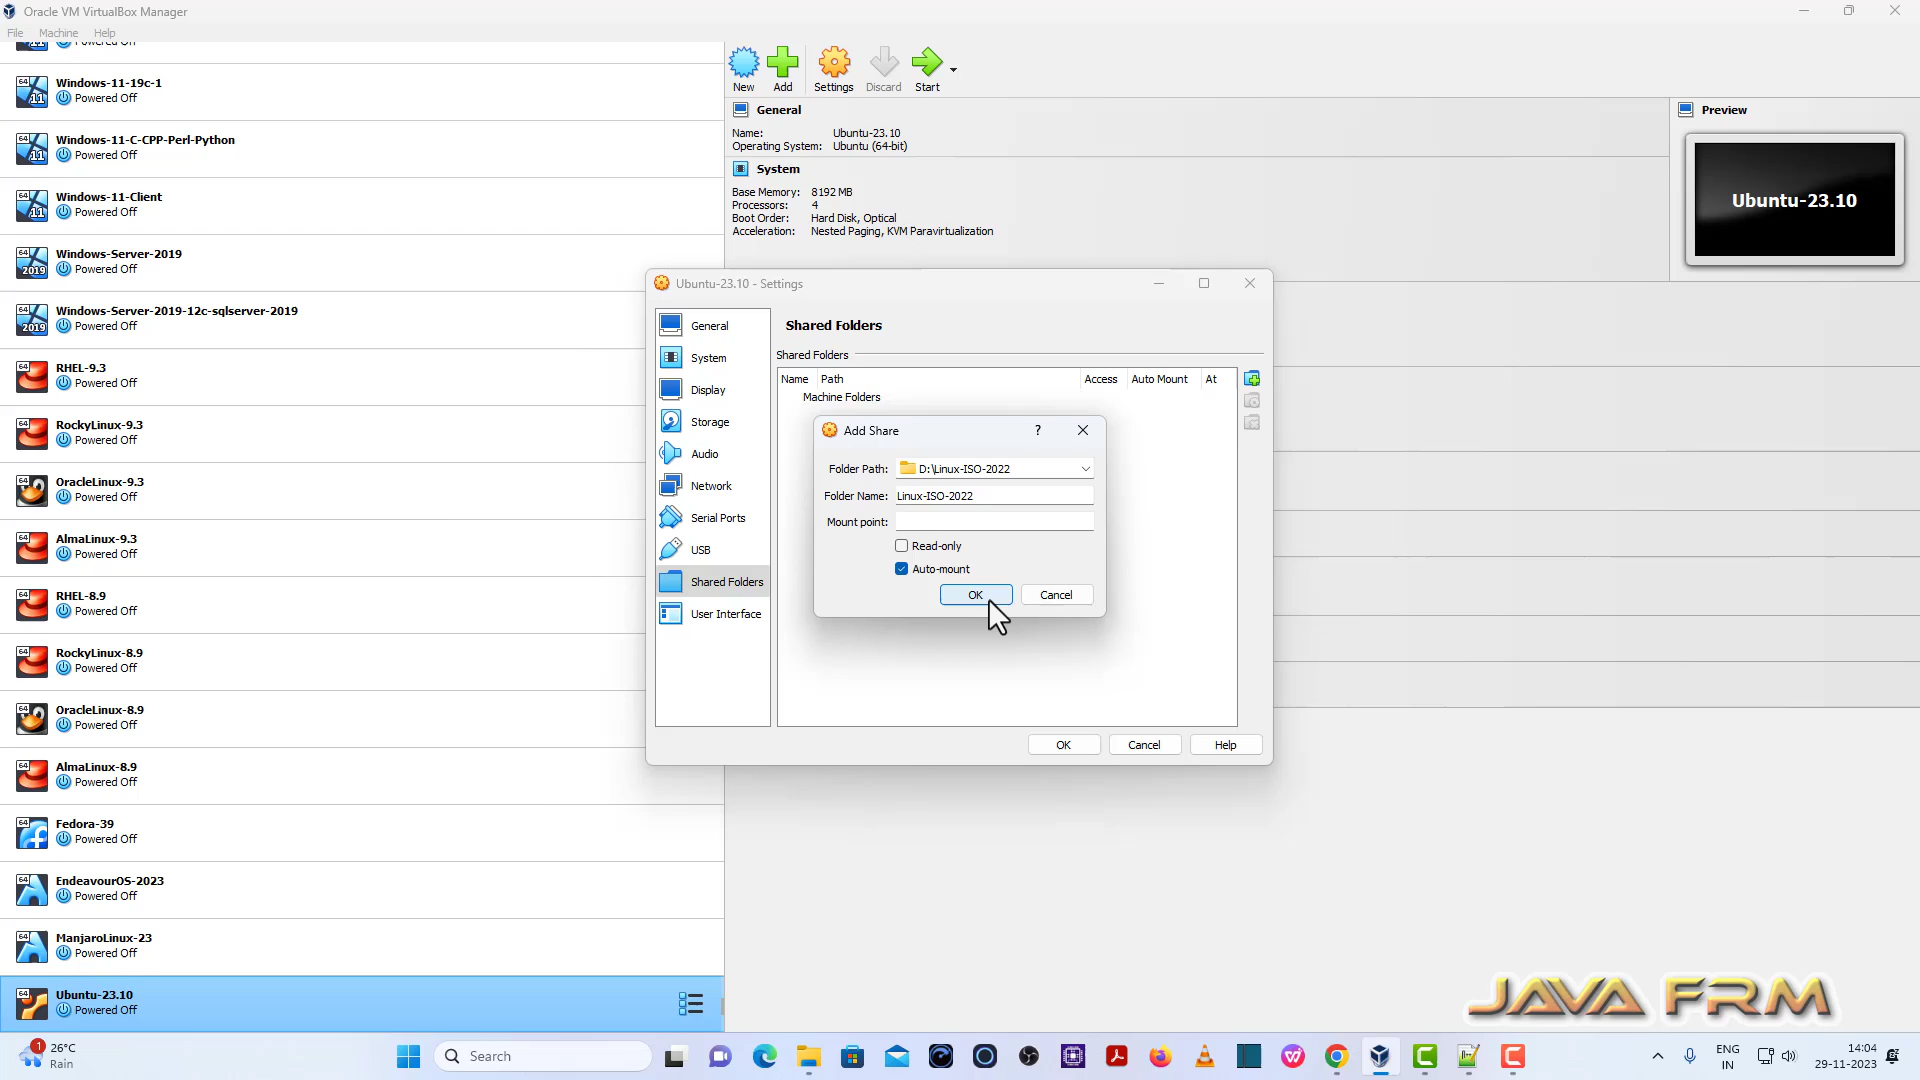 Oracle VM VirtualBox Manager
File Machine Help
Powered Off
Windows-11-19c-1
Powered Off
Windows-11-C-CPP-Perl-Python
Powered Off
Windows-11-Client
Powered Off
Windows-Server-2019
Powered Off
Windows-Server-2019-12c-sqlserver-2019
Powered Off
RHEL-9.3
Powered Off
RockyLinux-9.3
Powered Off
OracleLinux-9.3
Powered Off
AlmaLinux-9.3
Powered Off
RHEL-8.9
Powered Off
RockyLinux-8.9
Powered Off
OracleLinux-8.9
Powered Off
AlmaLinux-8.9
Powered Off
Fedora-39
Powered Off
EndeavourOS-2023
Powered Off
ManjaroLinux-23
Powered Off
Ubuntu-23.10
Powered Off
New Add Settings Discard Start
General
Name: Ubuntu-23.10
Operating System: Ubuntu (64-bit)
System
Base Memory: 8192 MB
Processors: 4
Boot Order: Hard Disk, Optical
Acceleration: Nested Paging, KVM Paravirtualization
Preview
Ubuntu-23.10
Ubuntu-23.10 - Settings
General
System
Display
Storage
Audio
Network
Serial Ports
USB
Shared Folders
User Interface
Shared Folders
Shared Folders
Name Path Access Auto Mount At
Machine Folders
Add Share ?
Folder Path: D:\Linux-ISO-2022
Folder Name: Linux-ISO-2022
Mount point:
Read-only
Auto-mount
OK Cancel
OK Cancel Help
JAVA FRM
1 26°C
Rain
Search
ENG
IN
14:04
29-11-2023